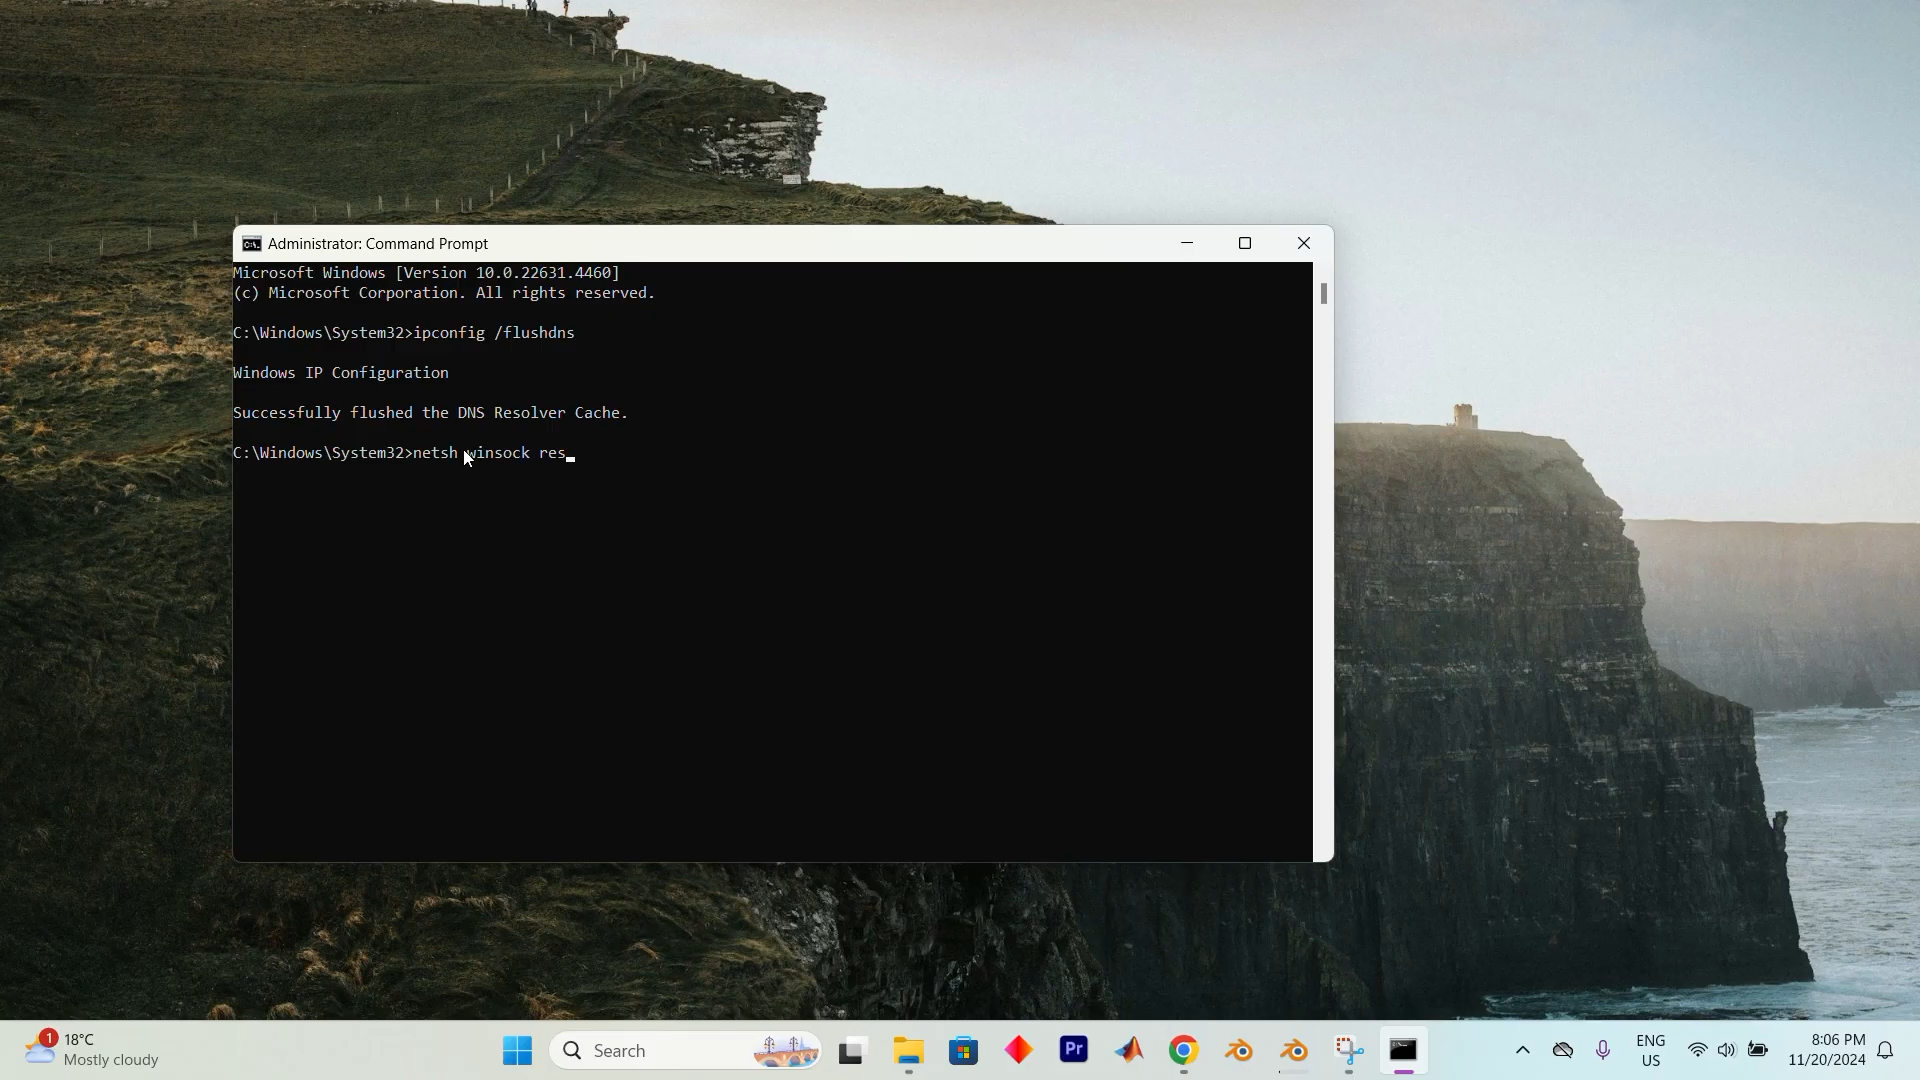 Administrator: Command Prompt
Microsoft Windows [Version 10.0.22631.4460]
(c) Microsoft Corporation. All rights reserved.
C:\Windows\System32>ipconfig /flushdns
Windows IP Configuration
Successfully flushed the DNS Resolver Cache.
C:\Windows\System32>netsh winsock res
1
18°C
Mostly cloudy
Search
Pr
ENG
US
8:06 PM
11/20/2024